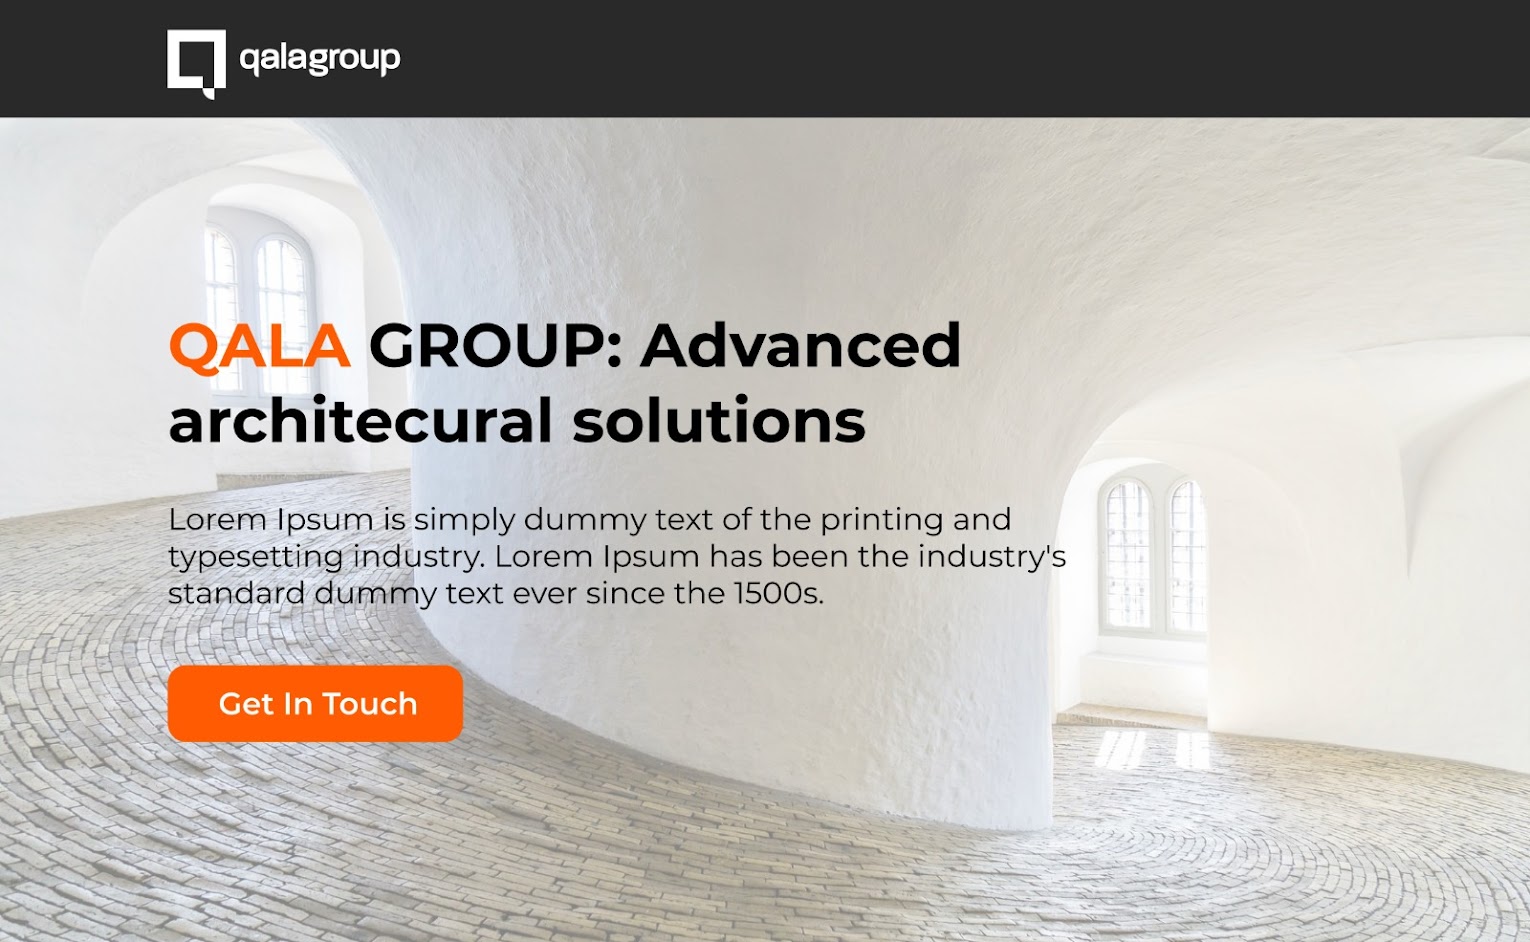 qalagroup
QALA GROUP: Advanced
architecural solutions
Lorem Ipsum is simply dummy text of the printing and
typesetting industry. Lorem Ipsum has been the industry's
standard dummy text ever since the 1500s.
Get In Touch